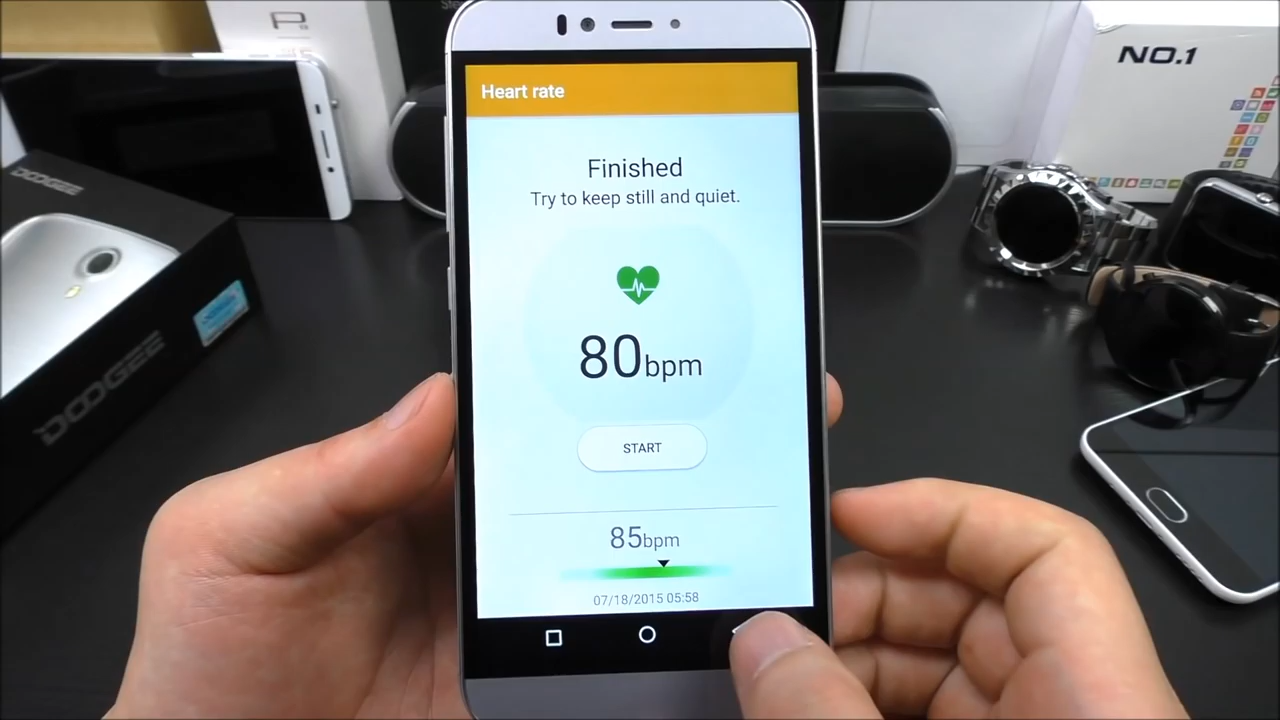 P
NO.1
DOOGEE
DOOGEE
Heart rate
Finished
Try to keep still and quiet.
80bpm
START
85bpm
07/18/2015 05:58